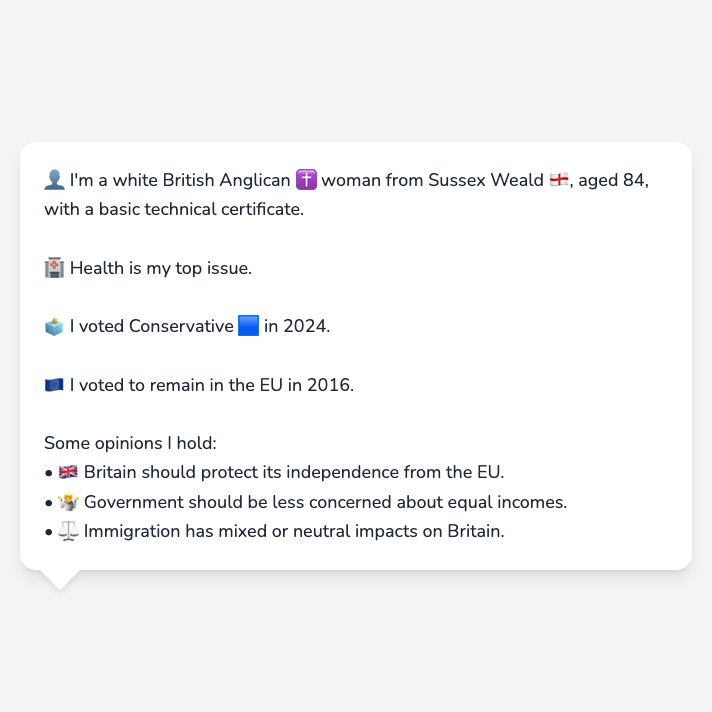 👤 I'm a white British Anglican ✝️ woman from Sussex Weald 🏴󠁧󠁢󠁥󠁮󠁧󠁿, aged 84,
with a basic technical certificate.
🏥 Health is my top issue.
🗳️ I voted Conservative 🟦 in 2024.
🇪🇺 I voted to remain in the EU in 2016.
Some opinions I hold:
• 🇬🇧 Britain should protect its independence from the EU.
• 🤷 Government should be less concerned about equal incomes.
• ⚖️ Immigration has mixed or neutral impacts on Britain.